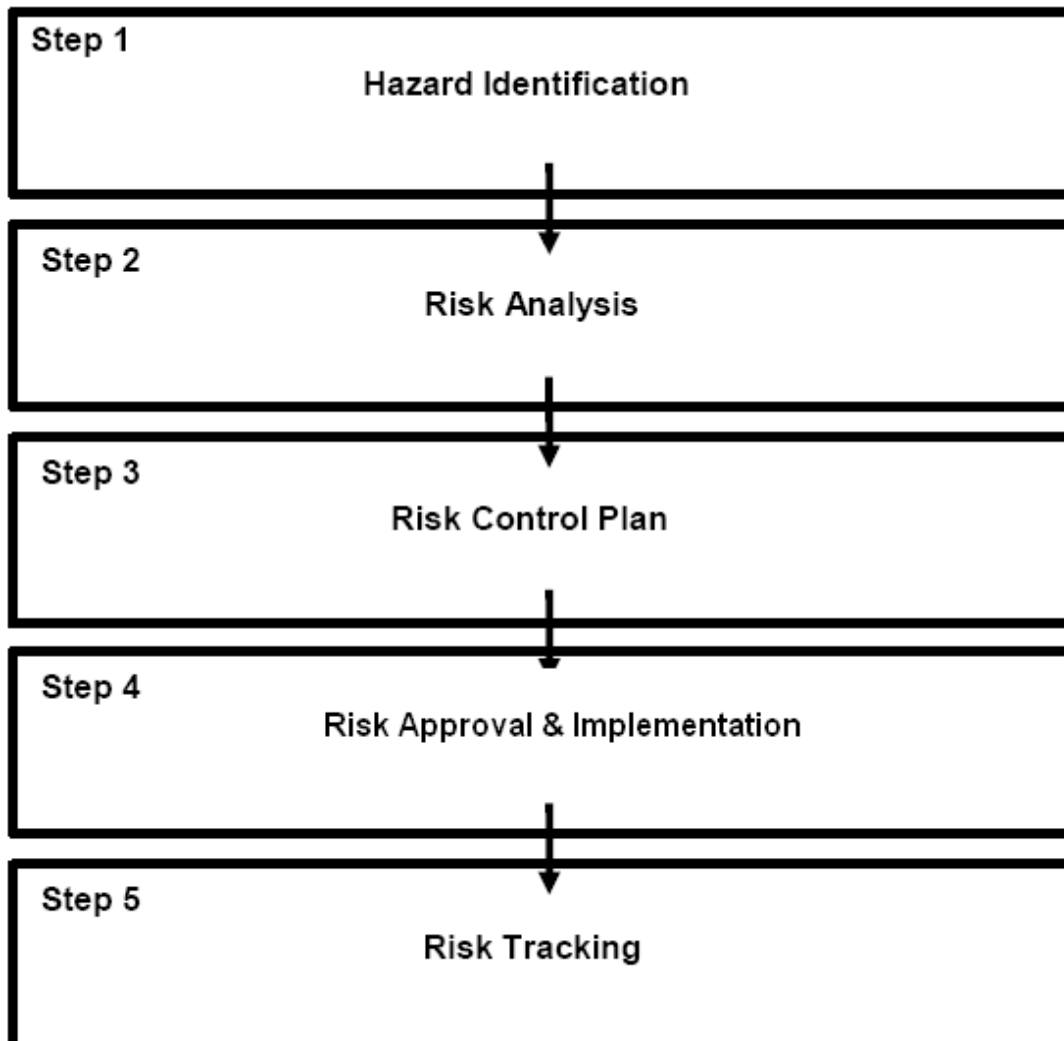 Step 1
Hazard Identification
Step 2
Risk Analysis
Step 3
Risk Control Plan
Step 4
Risk Approval & Implementation
Step 5
Risk Tracking